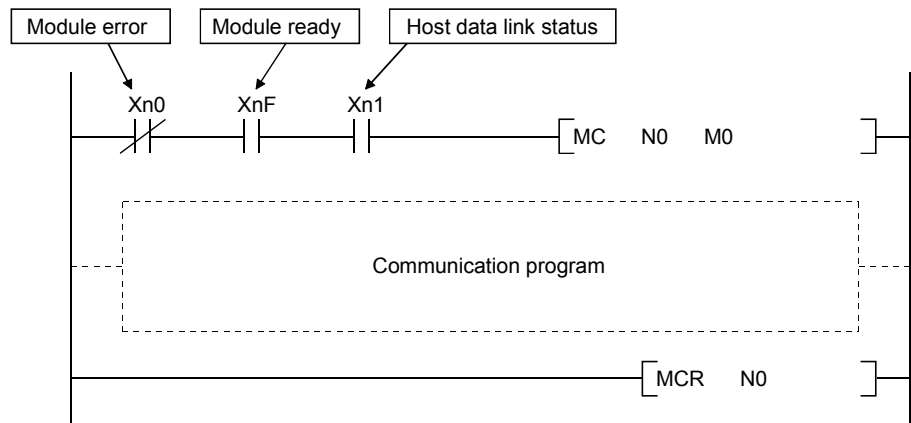 Module error Module ready Host data link status
Xn0 XnF Xn1
MC N0 M0
Communication program
MCR N0